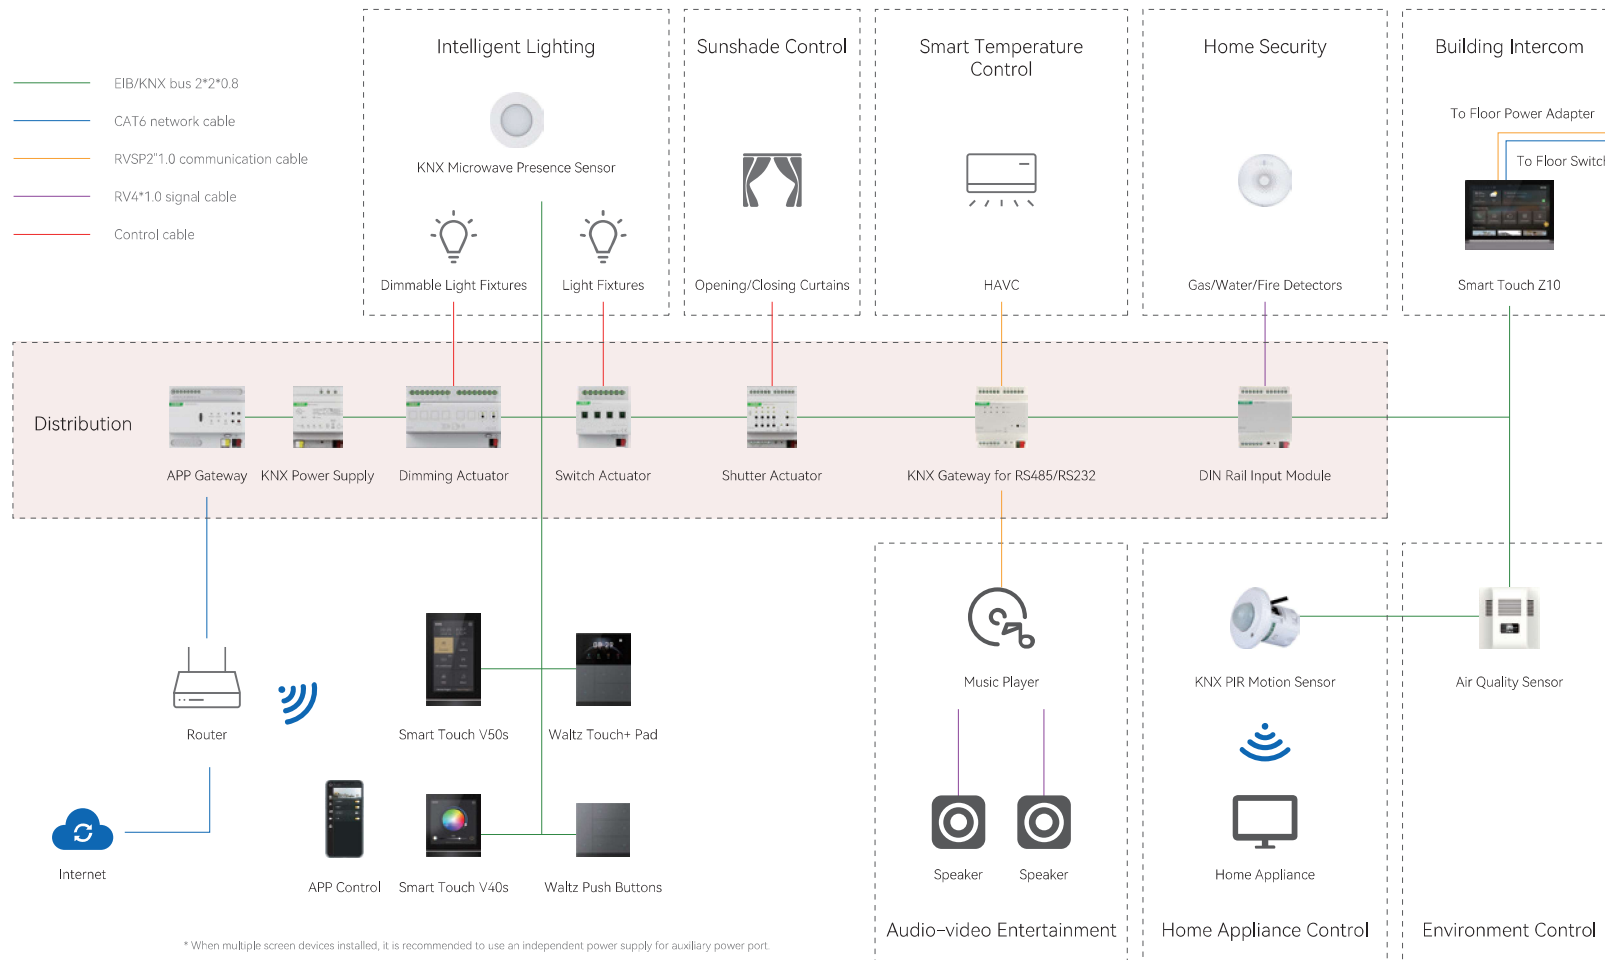 EIB/KNX bus 2*2*0.8
CAT6 network cable
RVSP2"1.0 communication cable
RV4*1.0 signal cable
Control cable
Intelligent Lighting
KNX Microwave Presence Sensor
Dimmable Light Fixtures
Light Fixtures
Sunshade Control
Opening/Closing Curtains
Smart Temperature
Control
HAVC
Home Security
Gas/Water/Fire Detectors
Building Intercom
To Floor Power Adapter
To Floor Switch
Smart Touch Z10
Distribution
APP Gateway
KNX Power Supply
Dimming Actuator
Switch Actuator
Shutter Actuator
KNX Gateway for RS485/RS232
DIN Rail Input Module
Router
Internet
APP Control
Smart Touch V50s
Waltz Touch+ Pad
Smart Touch V40s
Waltz Push Buttons
Music Player
Speaker
Speaker
Audio-video Entertainment
KNX PIR Motion Sensor
Home Appliance
Home Appliance Control
Air Quality Sensor
Environment Control
* When multiple screen devices installed, it is recommended to use an independent power supply for auxiliary power port.